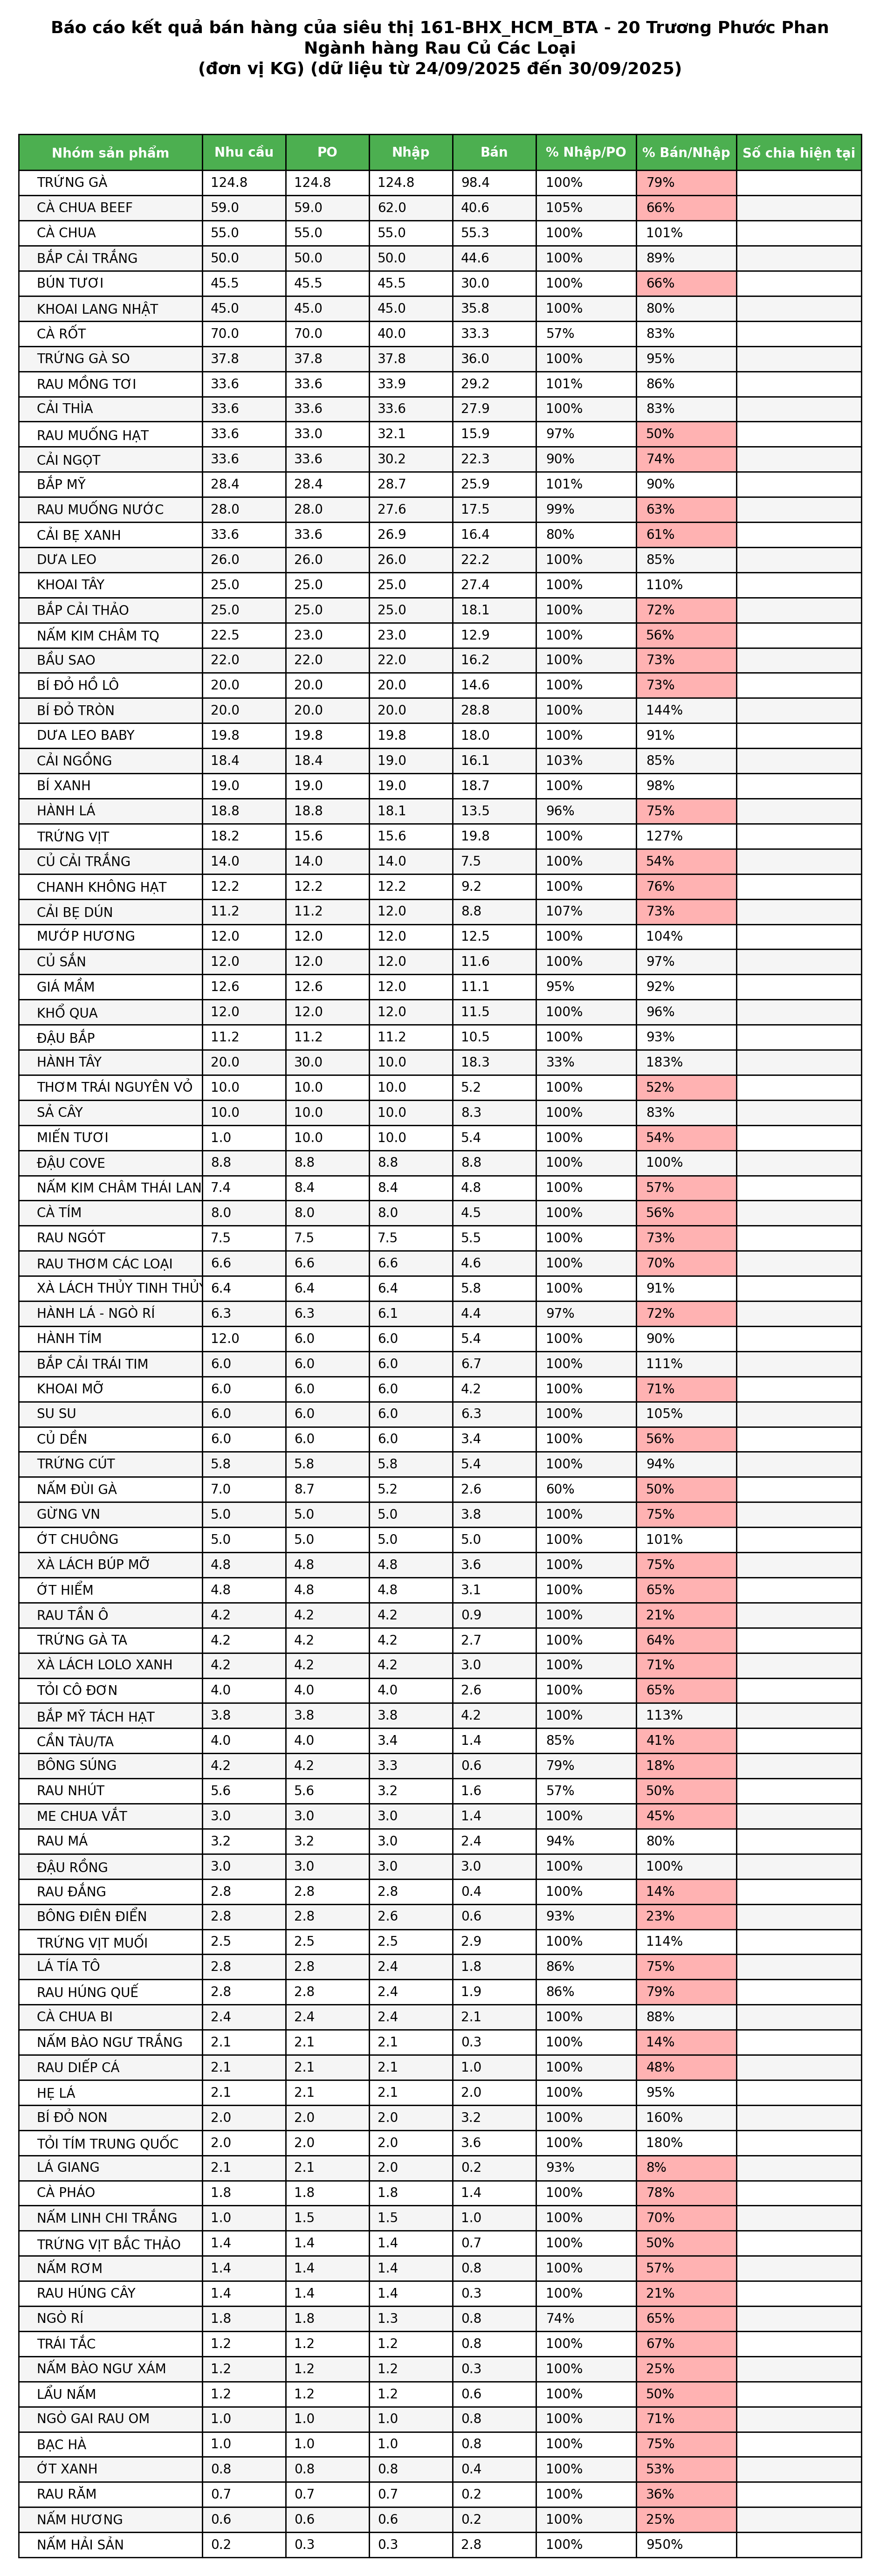 Báo cáo kết quả bán hàng của siêu thị 161-BHX_HCM_BTA - 20 Trương Phước Phan
Ngành hàng Rau Củ Các Loại
(đơn vị KG) (dữ liệu từ 24/09/2025 đến 30/09/2025)
Nhóm sản phẩm Nhu cầu PO Nhập Bán % Nhập/PO % Bán/Nhập Số chia hiện tại
TRỨNG GÀ 124.8 124.8 124.8 98.4 100% 79%
CÀ CHUA BEEF 59.0 59.0 62.0 40.6 105% 66%
CÀ CHUA 55.0 55.0 55.0 55.3 100% 101%
BẮP CẢI TRẮNG 50.0 50.0 50.0 44.6 100% 89%
BÚN TƯƠI 45.5 45.5 45.5 30.0 100% 66%
KHOAI LANG NHẬT 45.0 45.0 45.0 35.8 100% 80%
CÀ RỐT 70.0 70.0 40.0 33.3 57% 83%
TRỨNG GÀ SO 37.8 37.8 37.8 36.0 100% 95%
RAU MỒNG TƠI 33.6 33.6 33.9 29.2 101% 86%
CẢI THÌA 33.6 33.6 33.6 27.9 100% 83%
RAU MUỐNG HẠT 33.6 33.0 32.1 15.9 97% 50%
CẢI NGỌT 33.6 33.6 30.2 22.3 90% 74%
BẮP MỸ 28.4 28.4 28.7 25.9 101% 90%
RAU MUỐNG NƯỚC 28.0 28.0 27.6 17.5 99% 63%
CẢI BẸ XANH 33.6 33.6 26.9 16.4 80% 61%
DƯA LEO 26.0 26.0 26.0 22.2 100% 85%
KHOAI TÂY 25.0 25.0 25.0 27.4 100% 110%
BẮP CẢI THẢO 25.0 25.0 25.0 18.1 100% 72%
NẤM KIM CHÂM TQ 22.5 23.0 23.0 12.9 100% 56%
BẦU SAO 22.0 22.0 22.0 16.2 100% 73%
BÍ ĐỎ HỒ LÔ 20.0 20.0 20.0 14.6 100% 73%
BÍ ĐỎ TRÒN 20.0 20.0 20.0 28.8 100% 144%
DƯA LEO BABY 19.8 19.8 19.8 18.0 100% 91%
CẢI NGỒNG 18.4 18.4 19.0 16.1 103% 85%
BÍ XANH 19.0 19.0 19.0 18.7 100% 98%
HÀNH LÁ 18.8 18.8 18.1 13.5 96% 75%
TRỨNG VỊT 18.2 15.6 15.6 19.8 100% 127%
CỦ CẢI TRẮNG 14.0 14.0 14.0 7.5 100% 54%
CHANH KHÔNG HẠT 12.2 12.2 12.2 9.2 100% 76%
CẢI BẸ DÚN 11.2 11.2 12.0 8.8 107% 73%
MƯỚP HƯƠNG 12.0 12.0 12.0 12.5 100% 104%
CỦ SẮN 12.0 12.0 12.0 11.6 100% 97%
GIÁ MẦM 12.6 12.6 12.0 11.1 95% 92%
KHỔ QUA 12.0 12.0 12.0 11.5 100% 96%
ĐẬU BẮP 11.2 11.2 11.2 10.5 100% 93%
HÀNH TÂY 20.0 30.0 10.0 18.3 33% 183%
THƠM TRÁI NGUYÊN VỎ 10.0 10.0 10.0 5.2 100% 52%
SẢ CÂY 10.0 10.0 10.0 8.3 100% 83%
MIẾN TƯƠI 1.0 10.0 10.0 5.4 100% 54%
ĐẬU COVE 8.8 8.8 8.8 8.8 100% 100%
NẤM KIM CHÂM THÁI LAN 7.4 8.4 8.4 4.8 100% 57%
CÀ TÍM 8.0 8.0 8.0 4.5 100% 56%
RAU NGÓT 7.5 7.5 7.5 5.5 100% 73%
RAU THƠM CÁC LOẠI 6.6 6.6 6.6 4.6 100% 70%
XÀ LÁCH THỦY TINH THỦY 6.4 6.4 6.4 5.8 100% 91%
HÀNH LÁ - NGÒ RÍ 6.3 6.3 6.1 4.4 97% 72%
HÀNH TÍM 12.0 6.0 6.0 5.4 100% 90%
BẮP CẢI TRÁI TIM 6.0 6.0 6.0 6.7 100% 111%
KHOAI MỠ 6.0 6.0 6.0 4.2 100% 71%
SU SU 6.0 6.0 6.0 6.3 100% 105%
CỦ DỀN 6.0 6.0 6.0 3.4 100% 56%
TRỨNG CÚT 5.8 5.8 5.8 5.4 100% 94%
NẤM ĐÙI GÀ 7.0 8.7 5.2 2.6 60% 50%
GỪNG VN 5.0 5.0 5.0 3.8 100% 75%
ỚT CHUÔNG 5.0 5.0 5.0 5.0 100% 101%
XÀ LÁCH BÚP MỠ 4.8 4.8 4.8 3.6 100% 75%
ỚT HIỂM 4.8 4.8 4.8 3.1 100% 65%
RAU TẦN Ô 4.2 4.2 4.2 0.9 100% 21%
TRỨNG GÀ TA 4.2 4.2 4.2 2.7 100% 64%
XÀ LÁCH LOLO XANH 4.2 4.2 4.2 3.0 100% 71%
TỎI CÔ ĐƠN 4.0 4.0 4.0 2.6 100% 65%
BẮP MỸ TÁCH HẠT 3.8 3.8 3.8 4.2 100% 113%
CẦN TÀU/TA 4.0 4.0 3.4 1.4 85% 41%
BÔNG SÚNG 4.2 4.2 3.3 0.6 79% 18%
RAU NHÚT 5.6 5.6 3.2 1.6 57% 50%
ME CHUA VẮT 3.0 3.0 3.0 1.4 100% 45%
RAU MÁ 3.2 3.2 3.0 2.4 94% 80%
ĐẬU RỒNG 3.0 3.0 3.0 3.0 100% 100%
RAU ĐẮNG 2.8 2.8 2.8 0.4 100% 14%
BÔNG ĐIÊN ĐIỂN 2.8 2.8 2.6 0.6 93% 23%
TRỨNG VỊT MUỐI 2.5 2.5 2.5 2.9 100% 114%
LÁ TÍA TÔ 2.8 2.8 2.4 1.8 86% 75%
RAU HÚNG QUẾ 2.8 2.8 2.4 1.9 86% 79%
CÀ CHUA BI 2.4 2.4 2.4 2.1 100% 88%
NẤM BÀO NGƯ TRẮNG 2.1 2.1 2.1 0.3 100% 14%
RAU DIẾP CÁ 2.1 2.1 2.1 1.0 100% 48%
HẸ LÁ 2.1 2.1 2.1 2.0 100% 95%
BÍ ĐỎ NON 2.0 2.0 2.0 3.2 100% 160%
TỎI TÍM TRUNG QUỐC 2.0 2.0 2.0 3.6 100% 180%
LÁ GIANG 2.1 2.1 2.0 0.2 93% 8%
CÀ PHÁO 1.8 1.8 1.8 1.4 100% 78%
NẤM LINH CHI TRẮNG 1.0 1.5 1.5 1.0 100% 70%
TRỨNG VỊT BẮC THẢO 1.4 1.4 1.4 0.7 100% 50%
NẤM RƠM 1.4 1.4 1.4 0.8 100% 57%
RAU HÚNG CÂY 1.4 1.4 1.4 0.3 100% 21%
NGÒ RÍ 1.8 1.8 1.3 0.8 74% 65%
TRÁI TẮC 1.2 1.2 1.2 0.8 100% 67%
NẤM BÀO NGƯ XÁM 1.2 1.2 1.2 0.3 100% 25%
LẨU NẤM 1.2 1.2 1.2 0.6 100% 50%
NGÒ GAI RAU OM 1.0 1.0 1.0 0.8 100% 71%
BẠC HÀ 1.0 1.0 1.0 0.8 100% 75%
ỚT XANH 0.8 0.8 0.8 0.4 100% 53%
RAU RĂM 0.7 0.7 0.7 0.2 100% 36%
NẤM HƯƠNG 0.6 0.6 0.6 0.2 100% 25%
NẤM HẢI SẢN 0.2 0.3 0.3 2.8 100% 950%